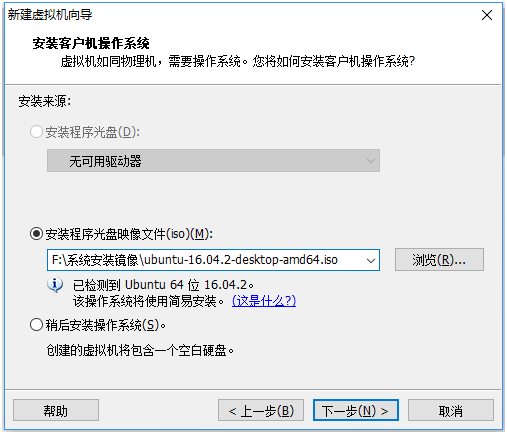 新建虚拟机向导
安装客户机操作系统
虚拟机如同物理机，需要操作系统。您将如何安装客户机操作系统?
安装来源:
安装程序光盘(D):
无可用驱动器
安装程序光盘映像文件(iso)(M):
F:\系统安装镜像\ubuntu-16.04.2-desktop-amd64.iso
浏览(R)...
已检测到 Ubuntu 64 位 16.04.2。
该操作系统将使用简易安装。(这是什么?)
稍后安装操作系统(S)。
创建的虚拟机将包含一个空白硬盘。
帮助
< 上一步(B)
下一步(N) >
取消